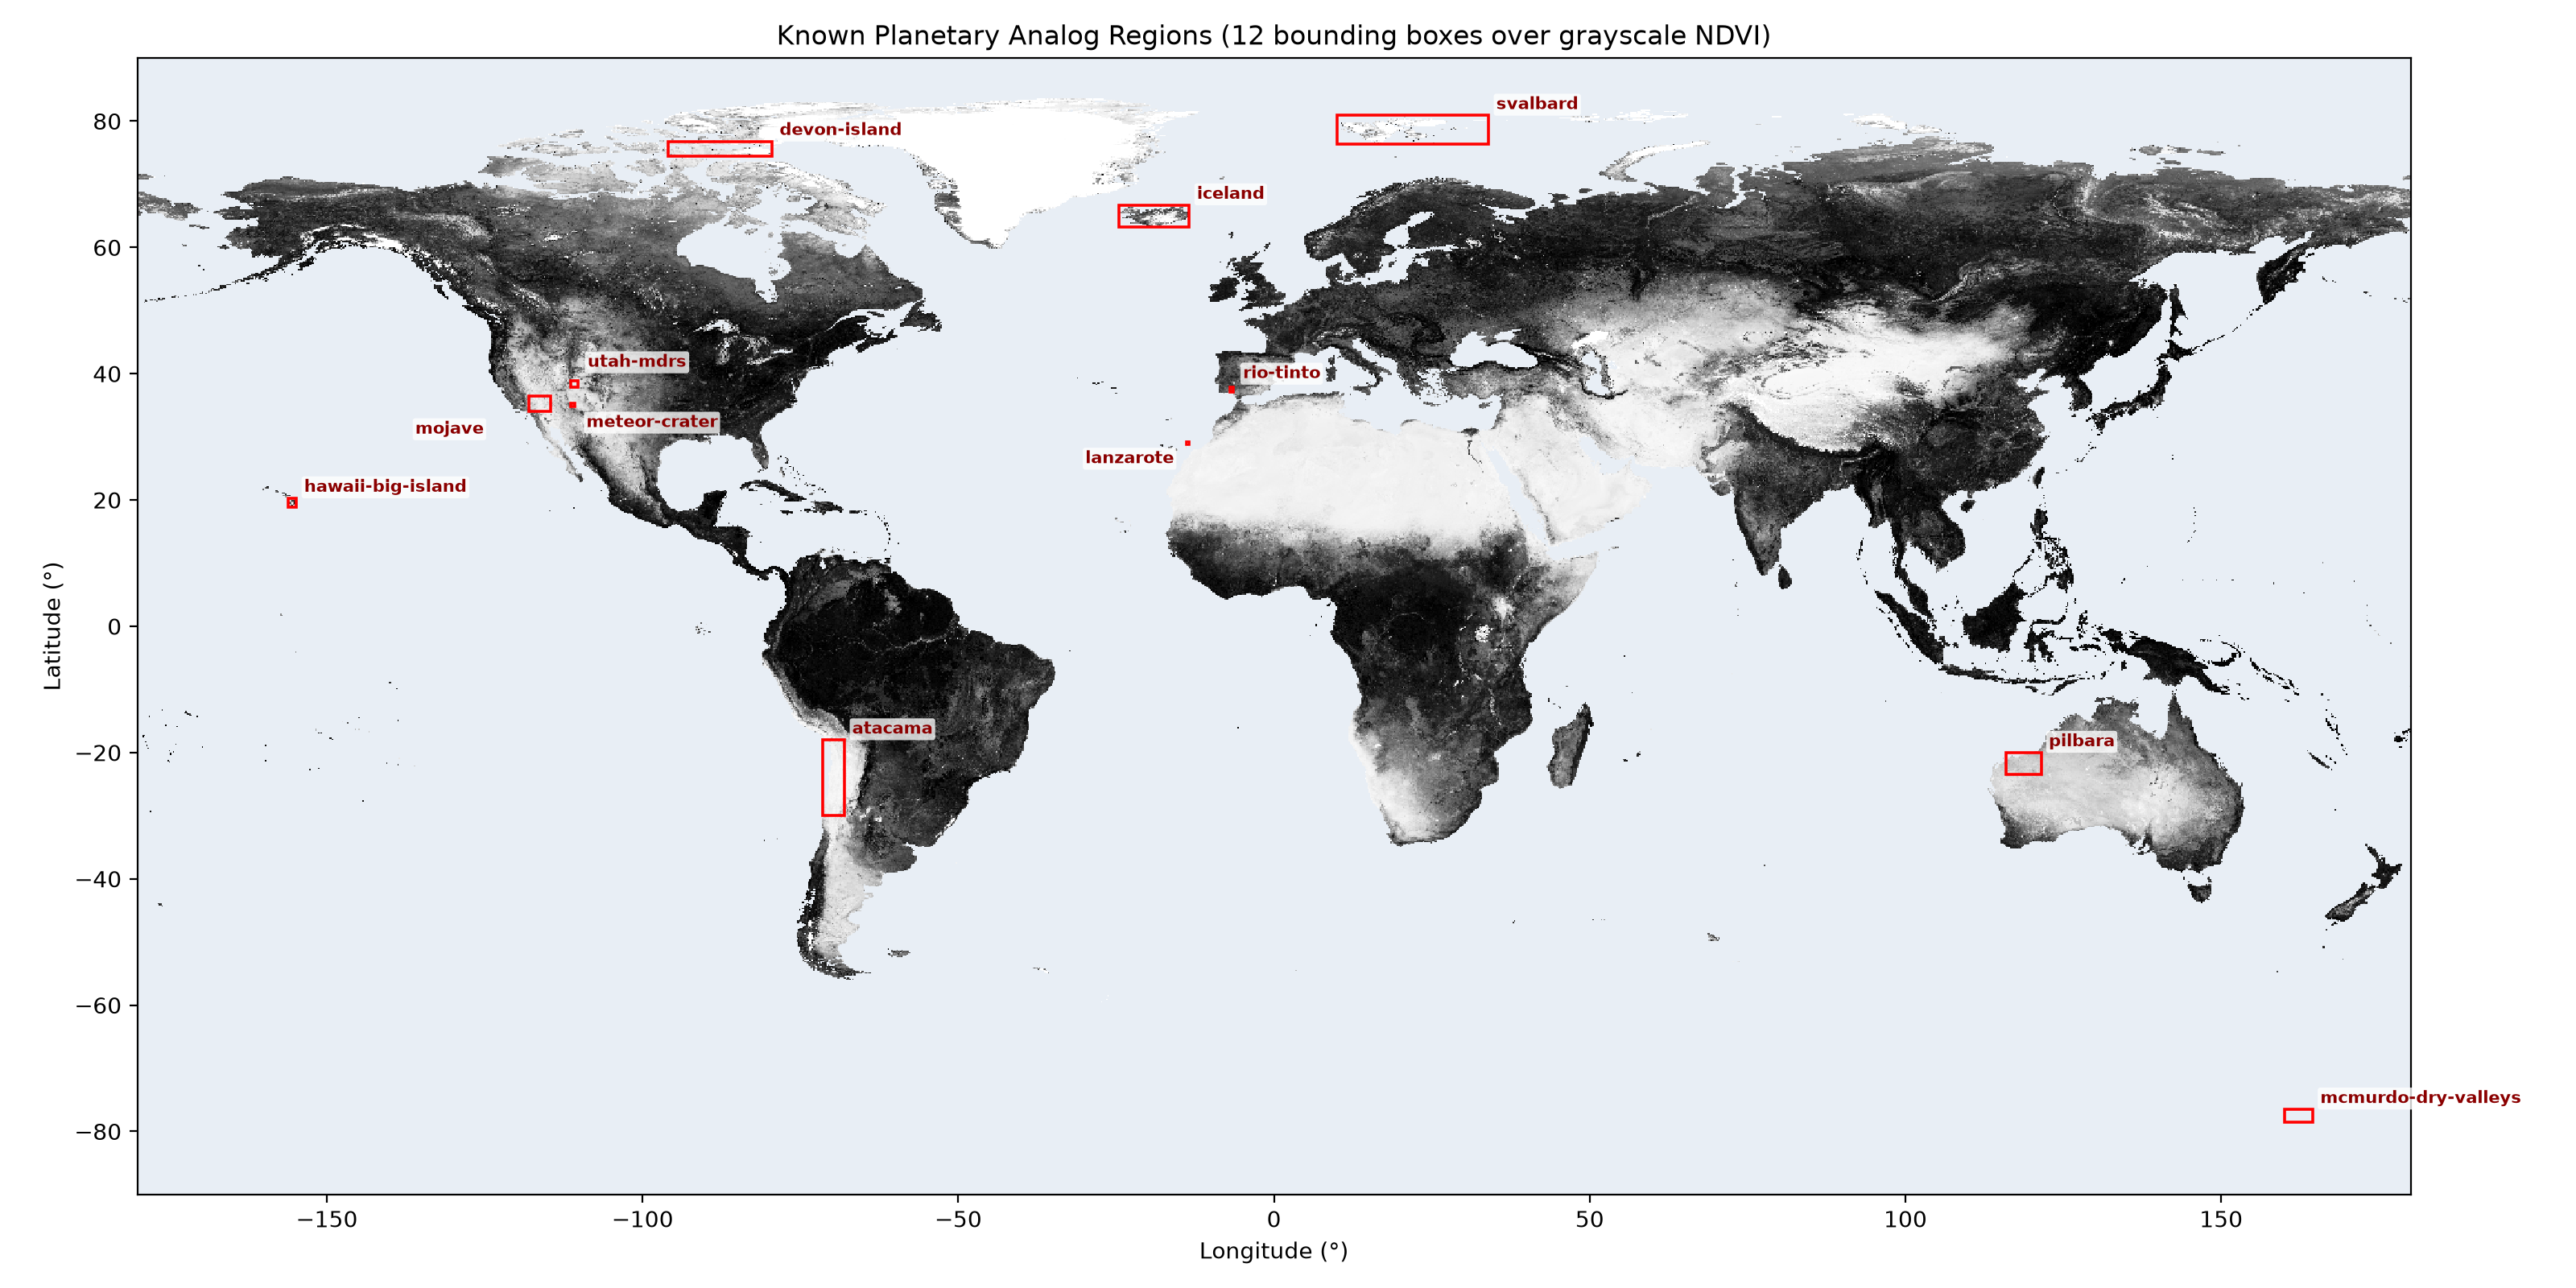 Known Planetary Analog Regions (12 bounding boxes over grayscale NDVI)
svalbard
devon-island
iceland
utah-mdrs
rio-tinto
meteor-crater
mojave
lanzarote
hawaii-big-island
atacama
pilbara
mcmurdo-dry-valleys
80
60
40
20
0
−20
−40
−60
−80
Latitude (°)
−150
−100
−50
0
50
100
150
Longitude (°)